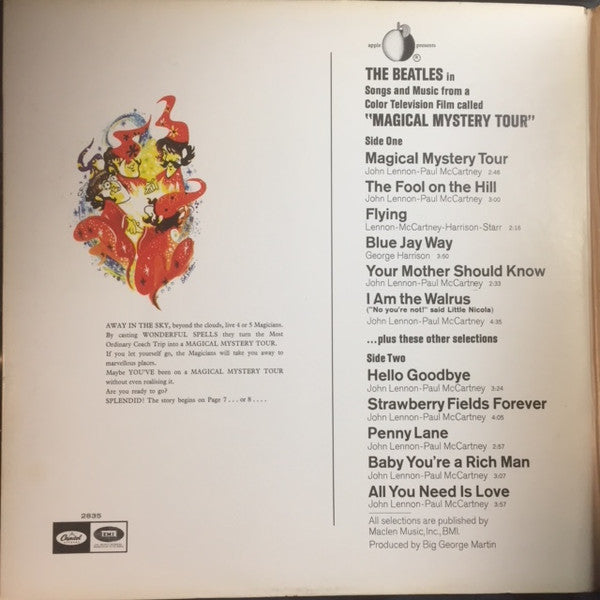 AWAY IN THE SKY, beyond the clouds, live 4 or 5 Magicians.
By casting WONDERFUL SPELLS they turn the Most
Ordinary Coach Trip into a MAGICAL MYSTERY TOUR.
If you let yourself go, the Magicians will take you away to
marvellous places.
Maybe YOU'VE been on a MAGICAL MYSTERY TOUR
without even realising it.
Are you ready to go?
SPLENDID! The story begins on Page 7 . . . or 8 . . . .
2835
Capitol
EMI
apple presents
®
THE BEATLES in
Songs and Music from a
Color Television Film called
"MAGICAL MYSTERY TOUR"
Side One
Magical Mystery Tour
John Lennon-Paul McCartney 2:46
The Fool on the Hill
John Lennon-Paul McCartney 3:00
Flying
Lennon-McCartney-Harrison-Starr 2:16
Blue Jay Way
George Harrison 3:50
Your Mother Should Know
John Lennon-Paul McCartney 2:33
I Am the Walrus
("No you're not!" said Little Nicola)
John Lennon-Paul McCartney 4:35
...plus these other selections
Side Two
Hello Goodbye
John Lennon-Paul McCartney 3:24
Strawberry Fields Forever
John Lennon-Paul McCartney 4:05
Penny Lane
John Lennon-Paul McCartney 2:57
Baby You're a Rich Man
John Lennon-Paul McCartney 3:07
All You Need Is Love
John Lennon-Paul McCartney 3:57
All selections are published by
Maclen Music, Inc., BMI.
Produced by Big George Martin